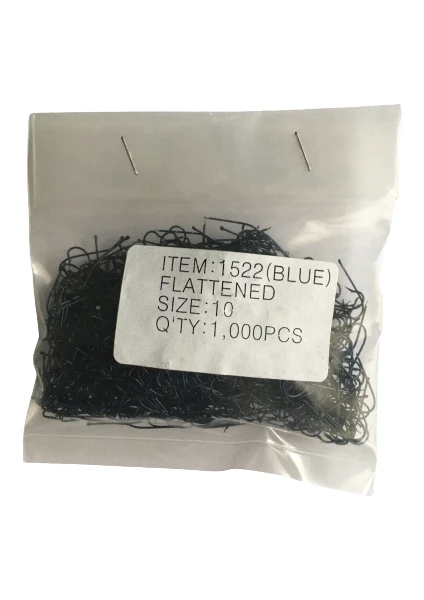 ITEM:1522(BLUE)
FLATTENED
SIZE:10
Q'TY:1,000PCS